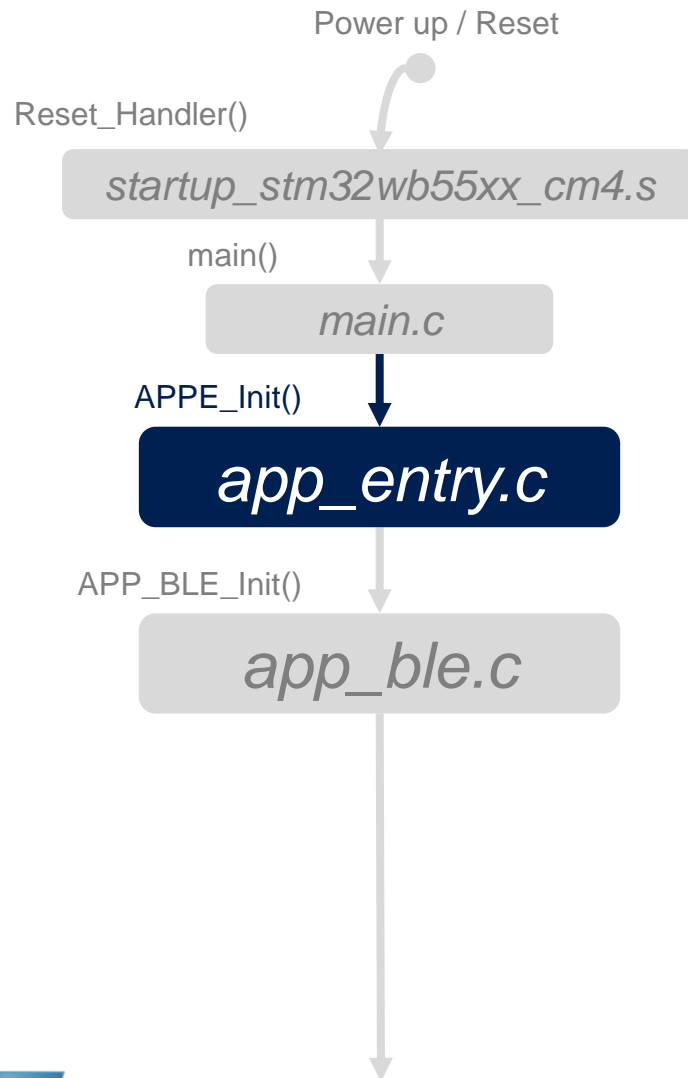 Power up / Reset
Reset_Handler()
startup_stm32wb55xx_cm4.s
main()
main.c
APPE_Init()
app_entry.c
APP_BLE_Init()
app_ble.c